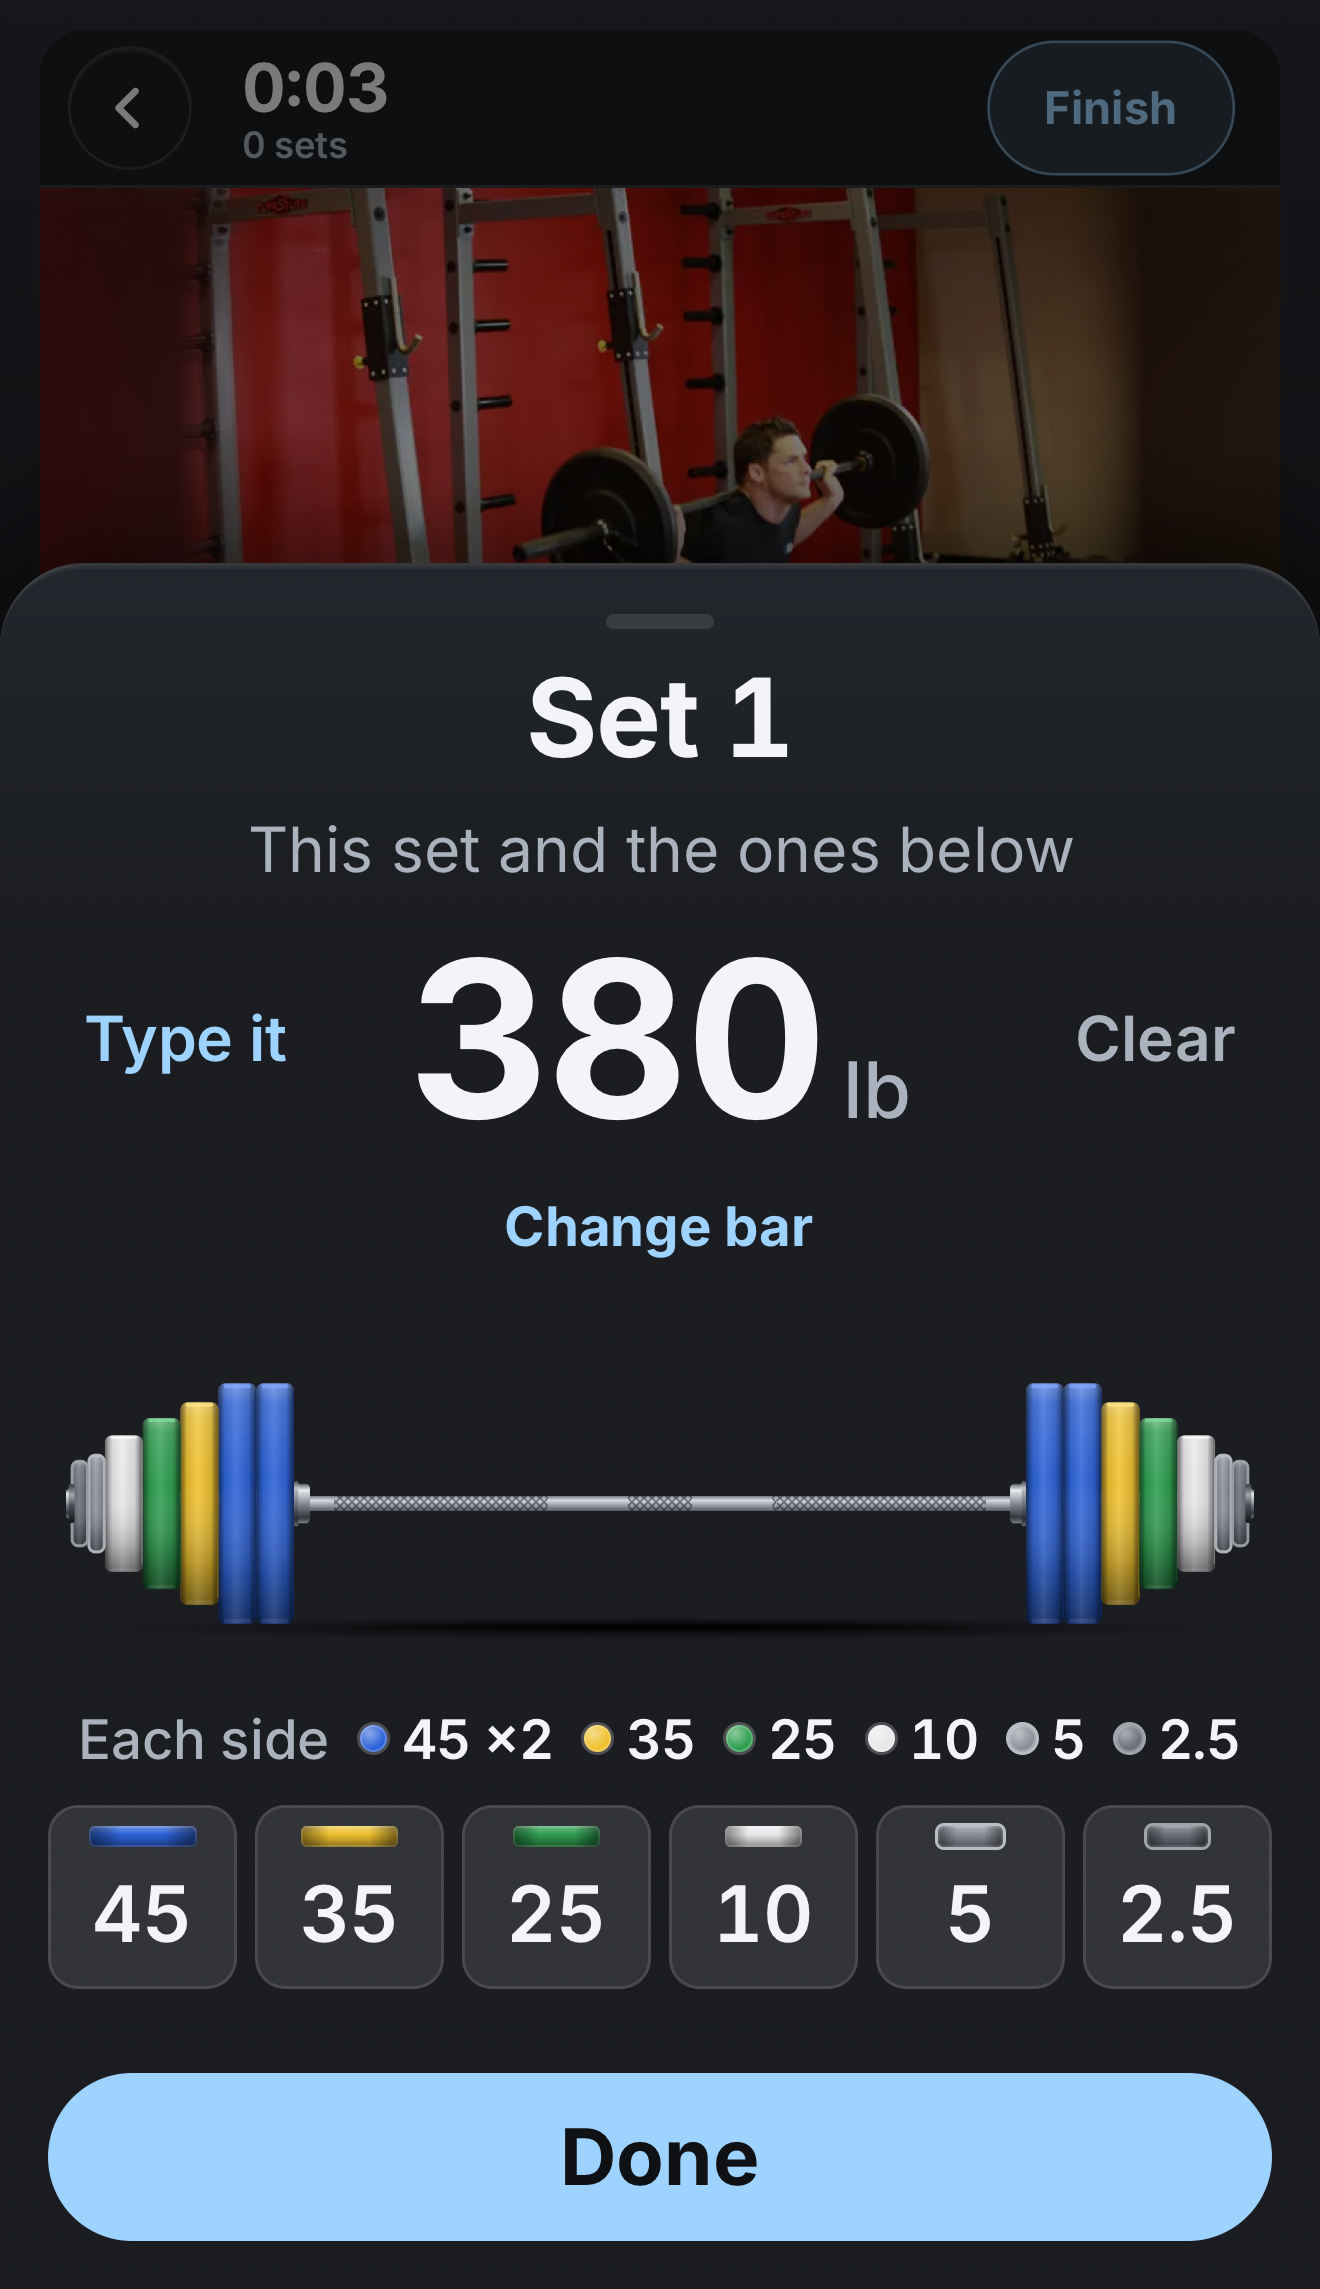 0:03
0 sets
Finish
Set 1
This set and the ones below
Type it
380 lb
Clear
Change bar
Each side 45 ×2 35 25 10 5 2.5
45 35 25 10 5 2.5
Done